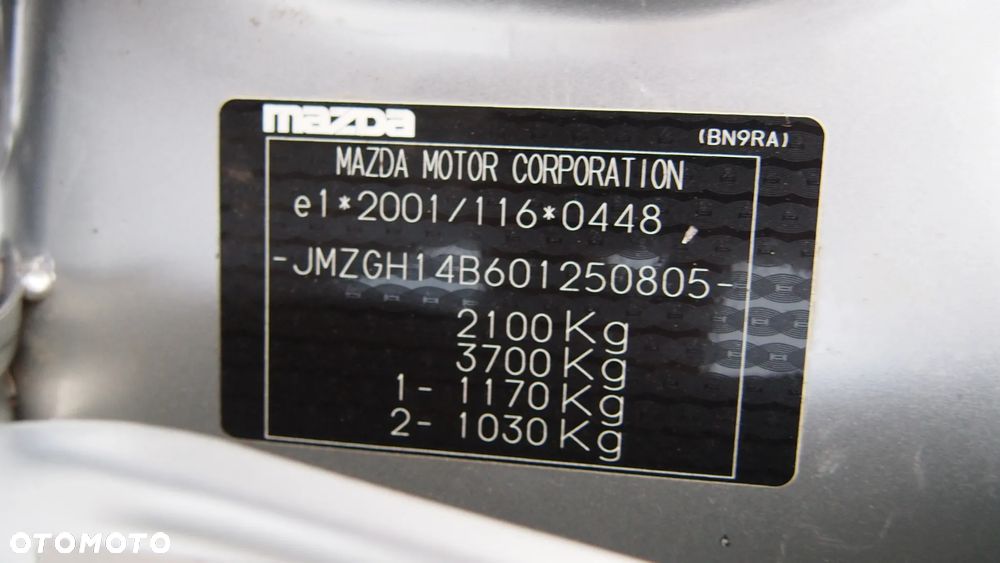 mazda
(BN9RA)
MAZDA MOTOR CORPORATION
e1*2001/116*0448
-JMZGH14B601250805-
2100 Kg
3700 Kg
1- 1170 Kg
2- 1030 Kg
OTOMOTO